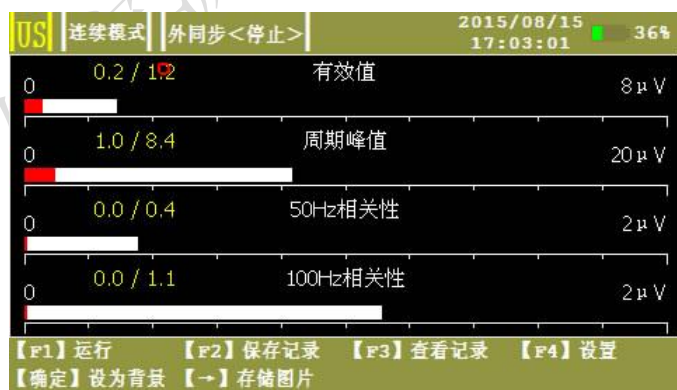 US 连续模式 外同步<停止> 2015/08/15 17:03:01 36%
0 0.2 / 1.2 有效值 8μV
0 1.0 / 8.4 周期峰值 20μV
0 0.0 / 0.4 50Hz相关性 2μV
0 0.0 / 1.1 100Hz相关性 2μV
【F1】运行 【F2】保存记录 【F3】查看记录 【F4】设置
【确定】设为背景 【→】存储图片